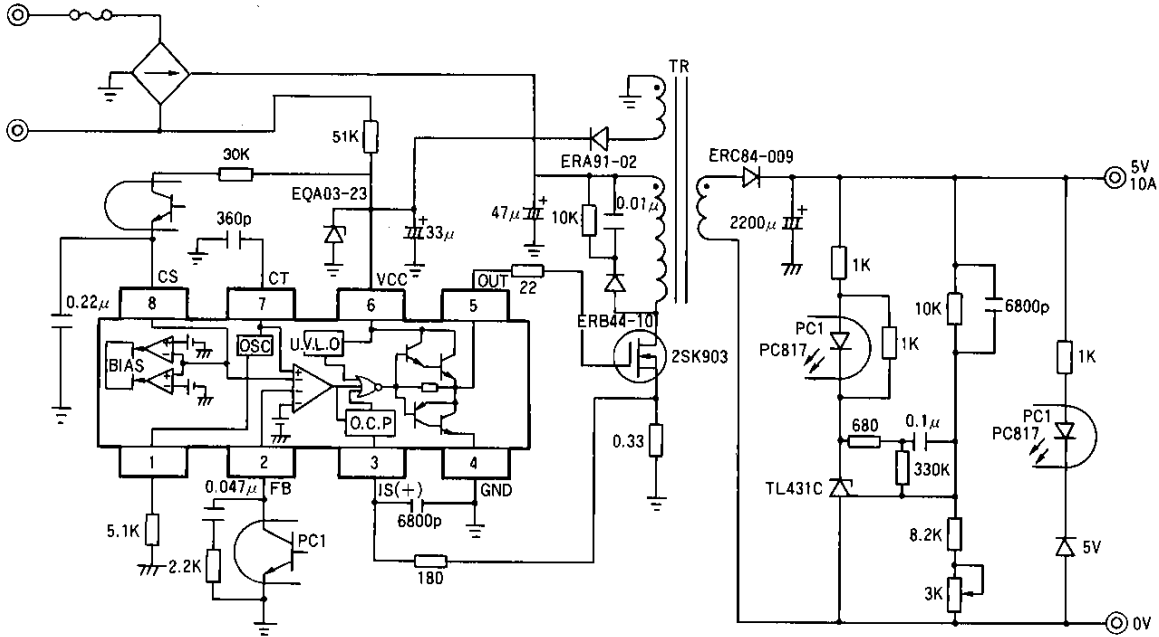 TR
51K
ERA91-02
ERC84-009
5V
10A
30K
EQA03-23
360p
33μ
47μ
10K
0.01μ
2200μ
1K
CS
CT
VCC
OUT
22
0.22μ
8
7
6
5
10K
6800p
ERB44-10
BIAS
OSC
U.V.L.O
PC1
PC817
1K
2SK903
1K
O.C.P
0.33
680
0.1μ
PC1
PC817
1
2
3
4
330K
0.047μ
FB
IS(+)
GND
TL431C
6800p
5.1K
PC1
8.2K
5V
2.2K
180
3K
0V